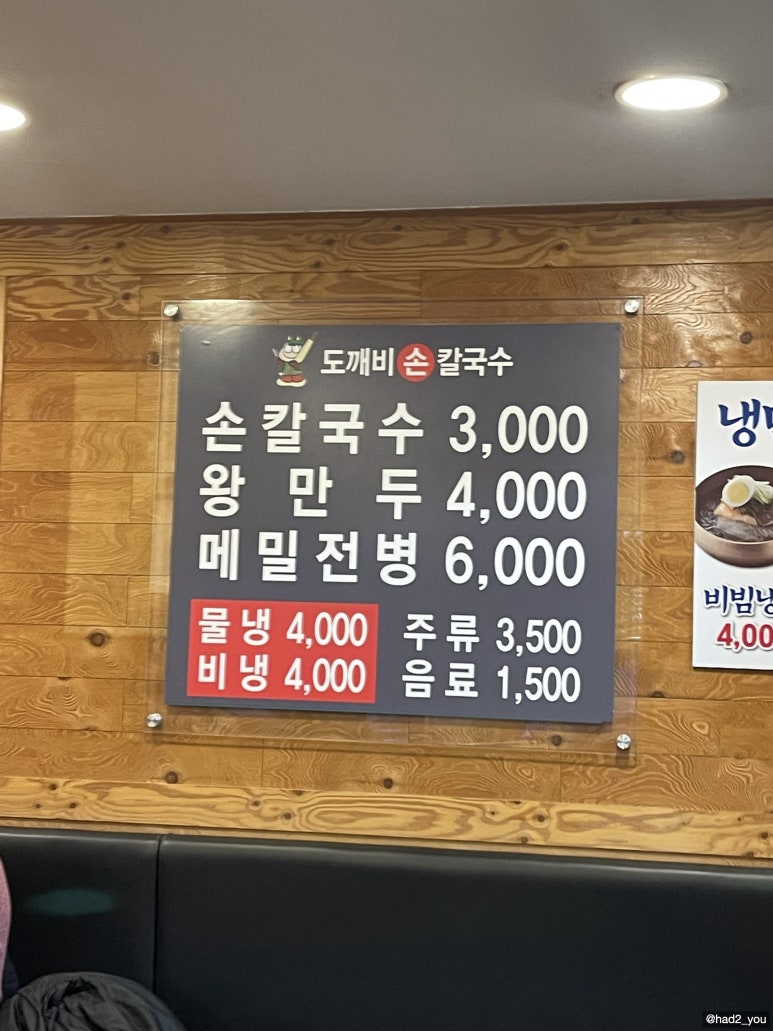 도깨비 손 칼국수
손칼국수 3,000
왕만두 4,000
메밀전병 6,000
물냉 4,000
비냉 4,000
주류 3,500
음료 1,500
비빔냉
4,00
@had2_you